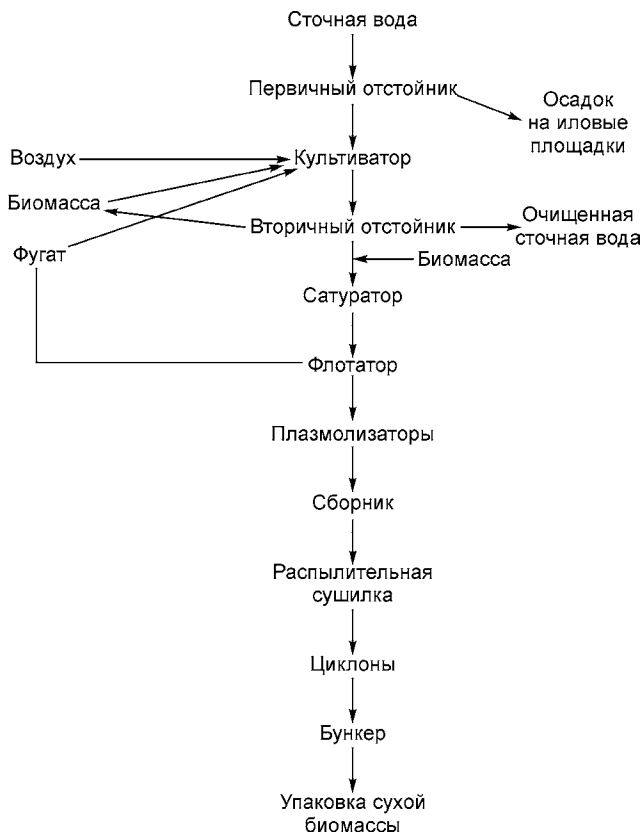 Сточная вода
Первичный отстойник
Осадок
на иловые
площадки
Воздух
Культиватор
Биомасса
Вторичный отстойник
Очищенная
сточная вода
Фугат
Биомасса
Сатуратор
Флотатор
Плазмолизаторы
Сборник
Распылительная
сушилка
Циклоны
Бункер
Упаковка сухой
биомассы